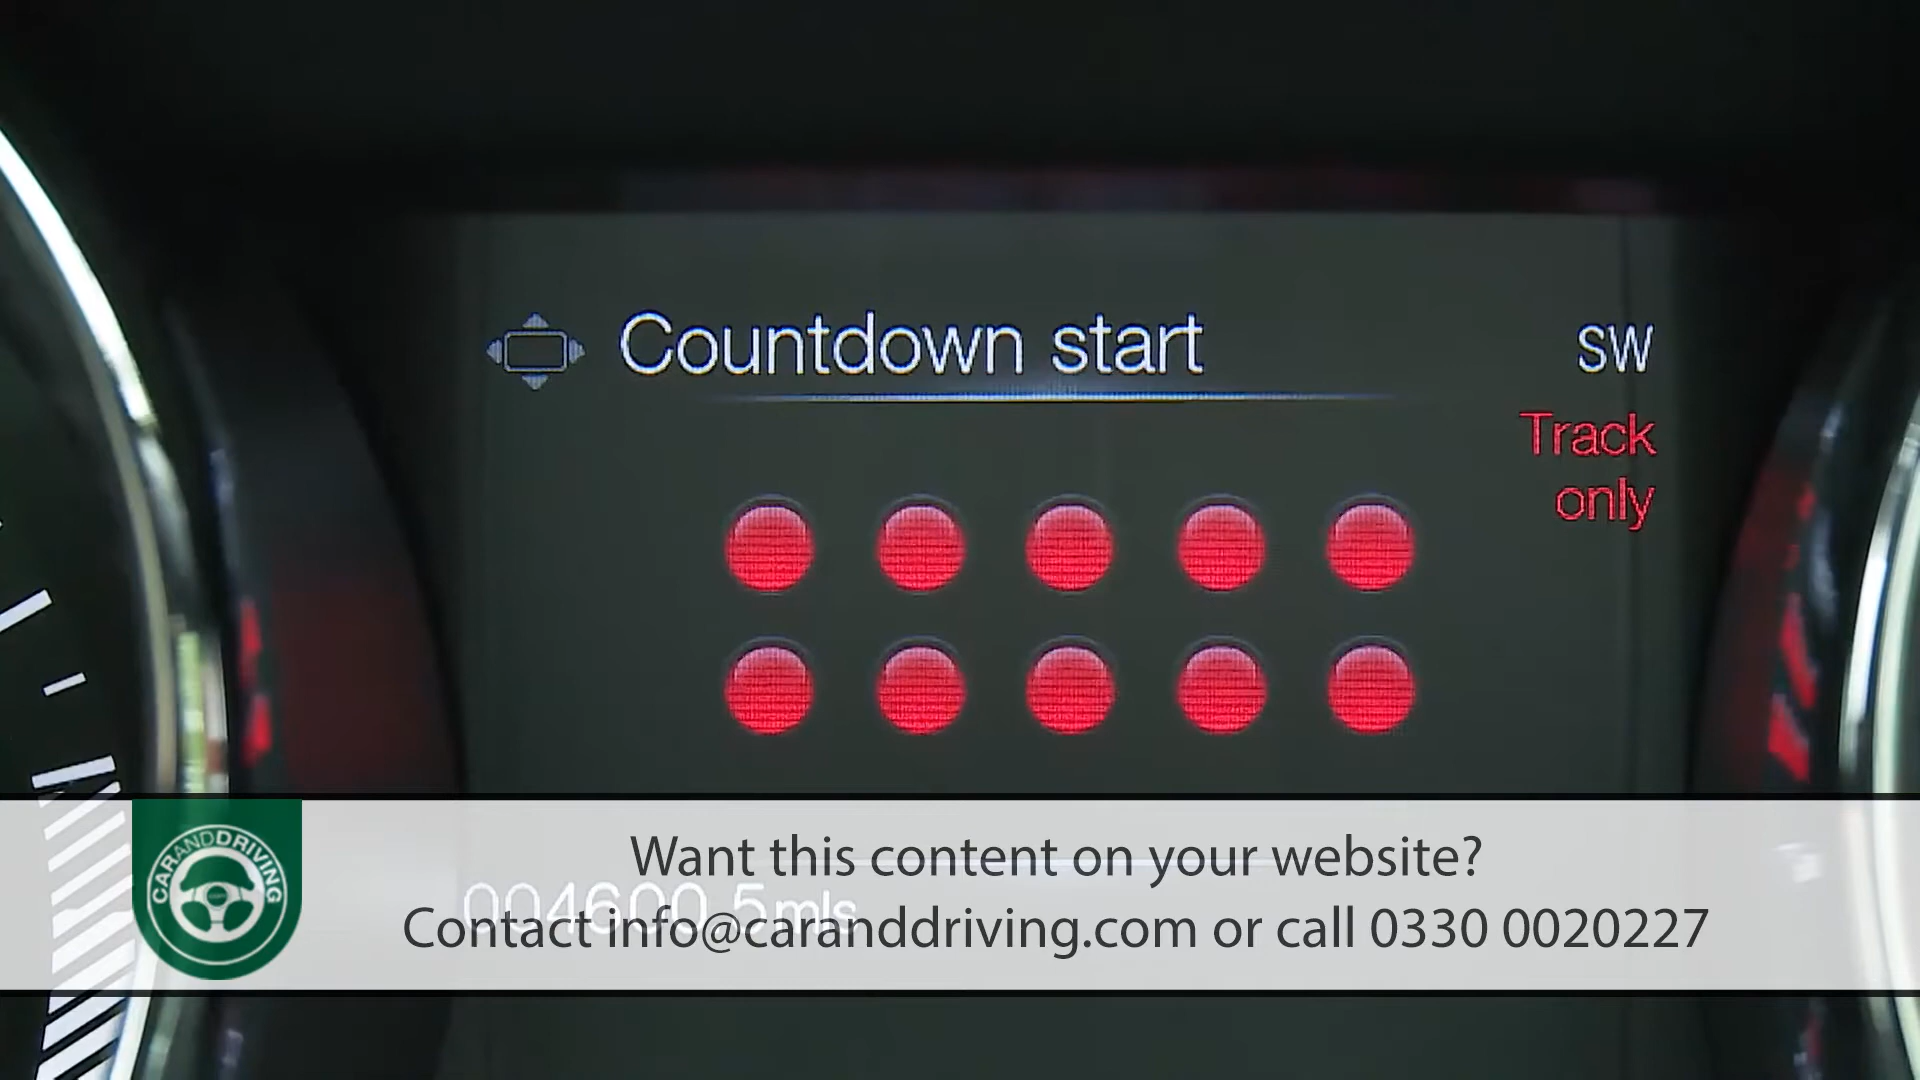 Countdown start
SW
Track
only
Want this content on your website?
004600.5mls
Contact info@caranddriving.com or call 0330 0020227
CARANDDRIVING